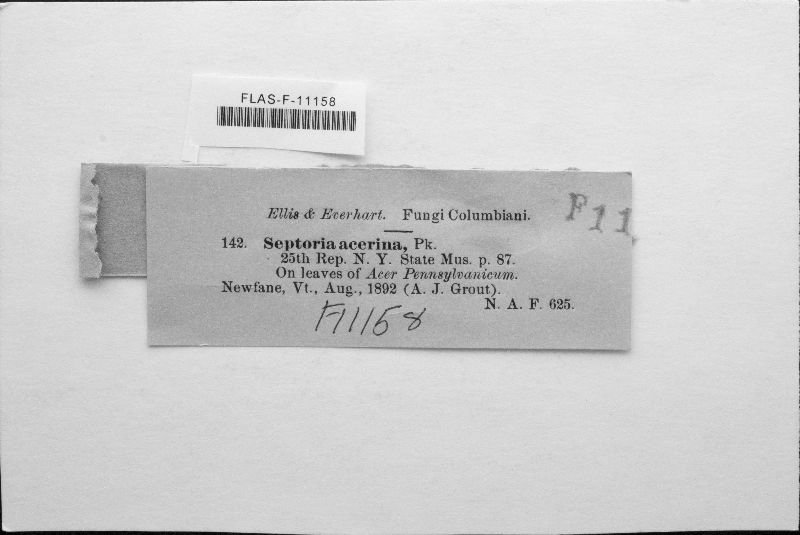 FLAS-F-11158
Ellis & Everhart. Fungi Columbiani.
F11
142. Septoria acerina, Pk.
25th Rep. N. Y. State Mus. p. 87.
On leaves of Acer Pennsylvanicum.
Newfane, Vt., Aug., 1892 (A. J. Grout).
N. A. F. 625.
F11158